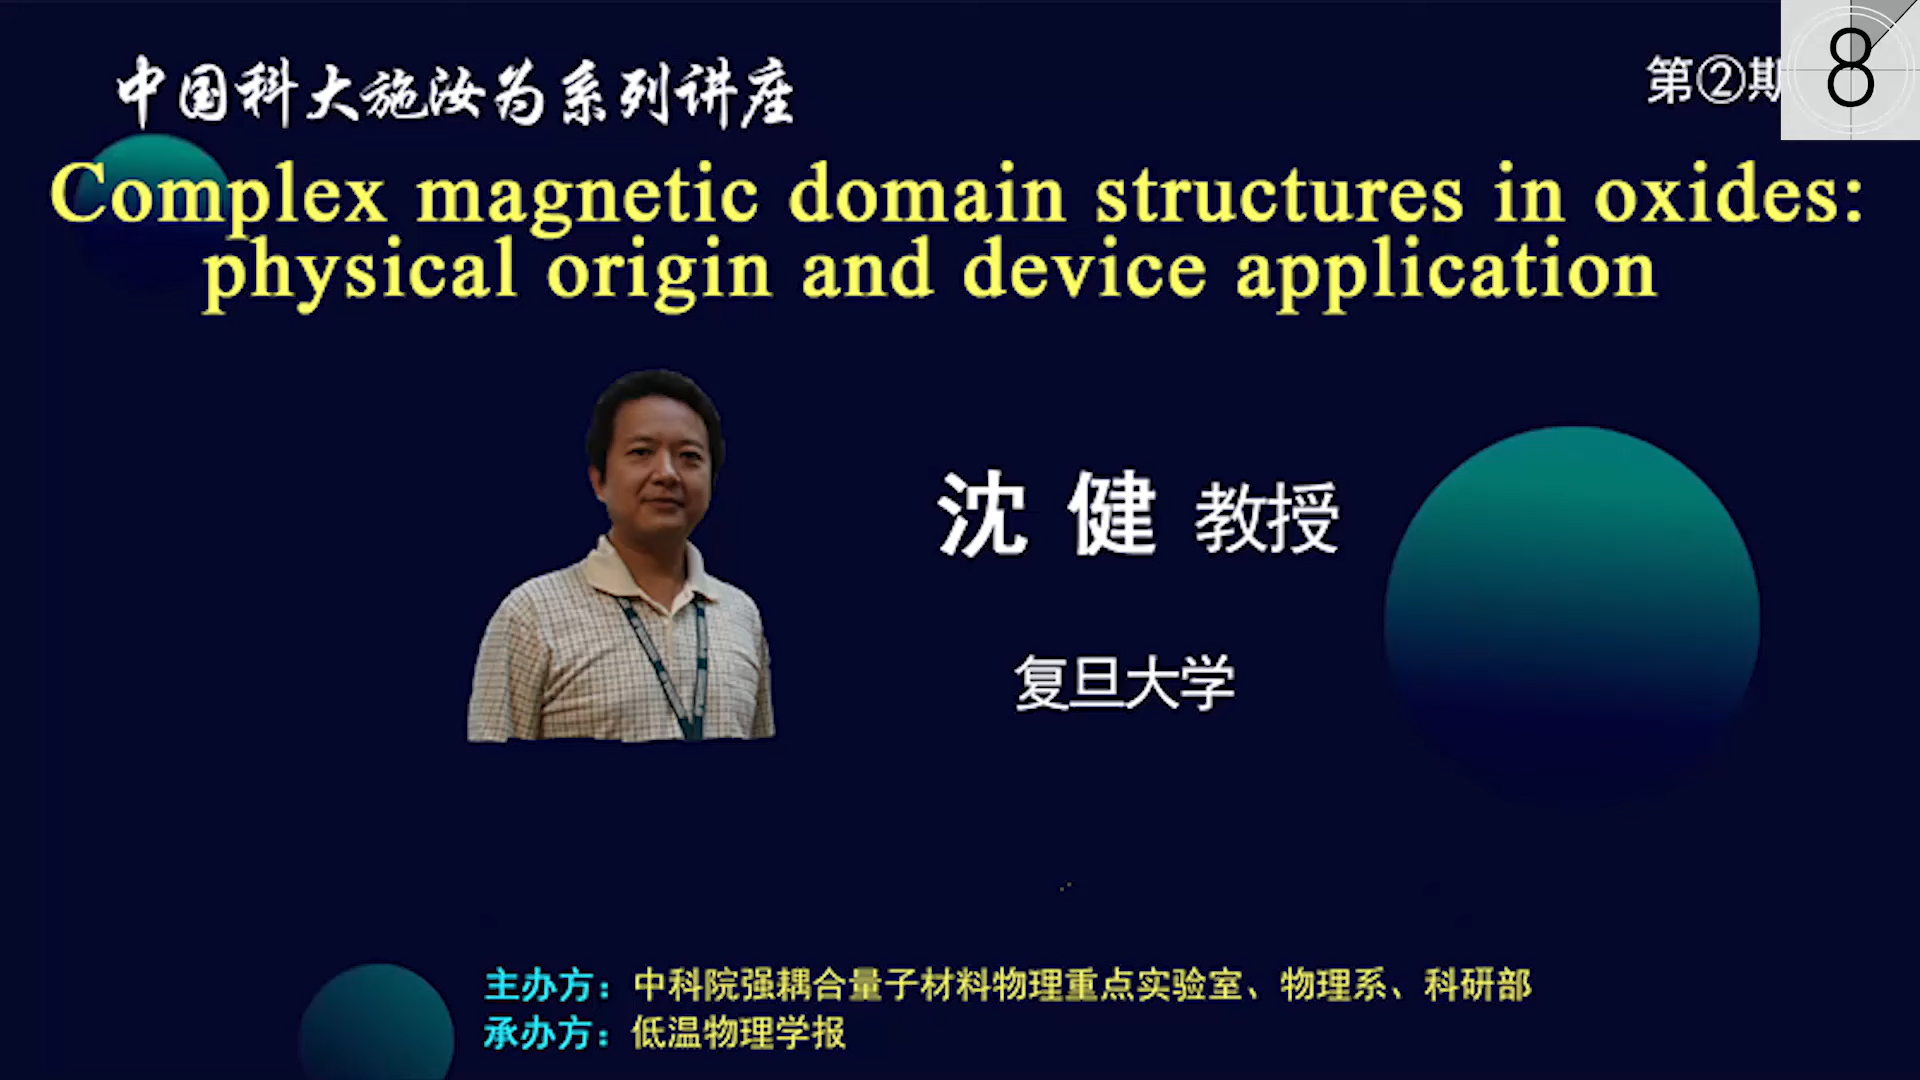 中国科大施汝为系列讲座
第②期
8
Complex magnetic domain structures in oxides:
physical origin and device application
沈 健 教授
复旦大学
主办方：中科院强耦合量子材料物理重点实验室、物理系、科研部
承办方：低温物理学报